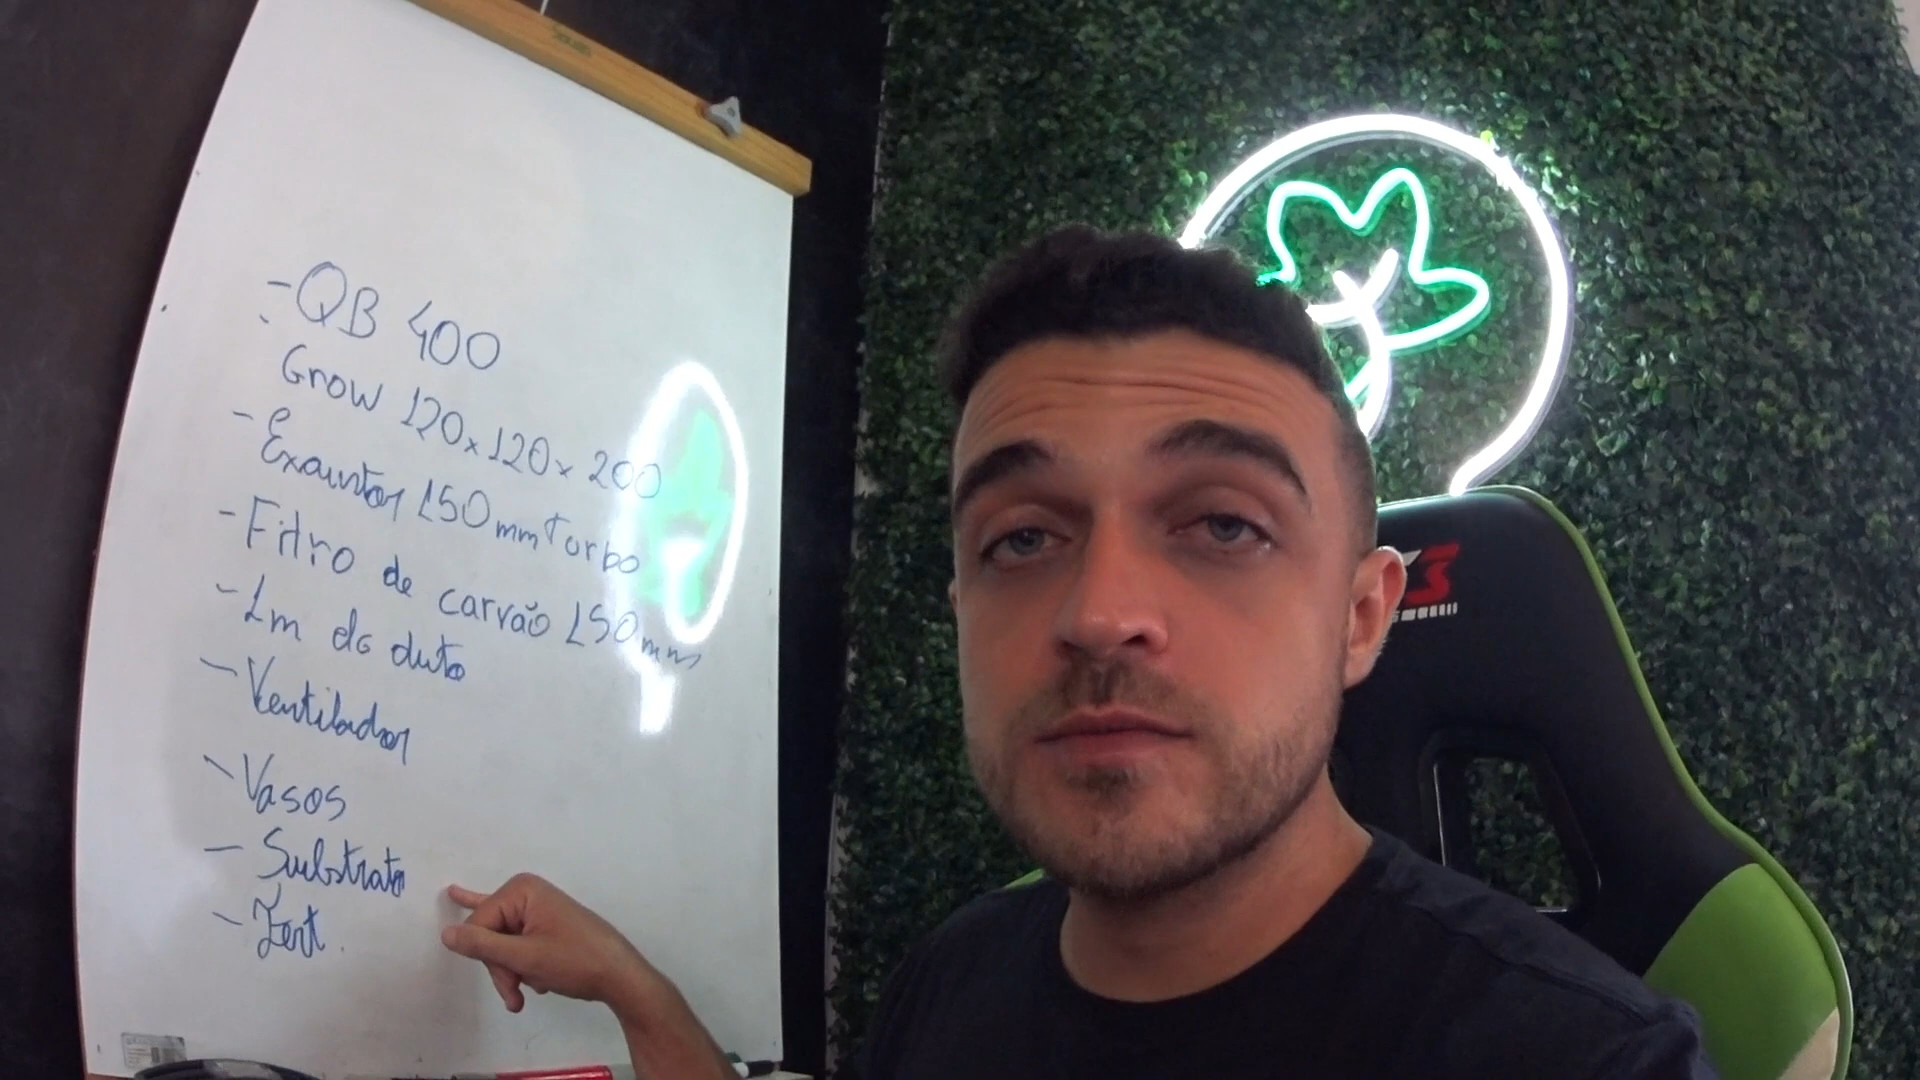 - QB 400
- Grow 120x120x200
- Exaustor 150mm Turbo
- Filtro de carvão 150mm
- 1m de duto
- Ventilador
- Vasos
- Substrato
- Fert.